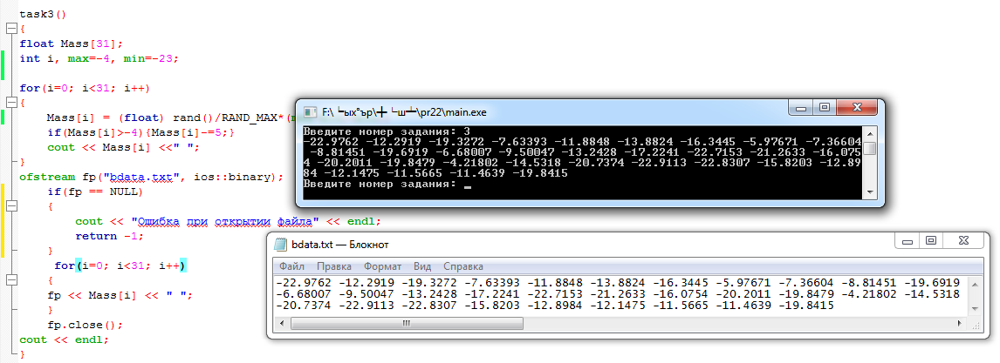 task3()
{
float Mass[31];
int i, max=-4, min=-23;
for(i=0; i<31; i++)
{
Mass[i] = (float) rand()/RAND_MAX*(
if(Mass[i]>-4){Mass[i]-=5;}
cout << Mass[i] <<" ";
}
ofstream fp("bdata.txt", ios::binary);
if(fp == NULL)
{
cout << "Ошибка при открытии файла" << endl;
return -1;
}
for(i=0; i<31; i++)
{
fp << Mass[i] << " ";
}
fp.close();
cout << endl;
}
\pr22\main.exe
Введите номер задания: 3
-22.9762 -12.2919 -19.3272 -7.63393 -11.8848 -13.8824 -16.3445 -5.97671 -7.36604
-8.81451 -19.6919 -6.68007 -9.50047 -13.2428 -17.2241 -22.7153 -21.2633 -16.075
4 -20.2011 -19.8479 -4.21802 -14.5318 -20.7374 -22.9113 -22.8307 -15.8203 -12.89
84 -12.1475 -11.5665 -11.4639 -19.8415
Введите номер задания: _
bdata.txt — Блокнот
Файл Правка Формат Вид Справка
-22.9762 -12.2919 -19.3272 -7.63393 -11.8848 -13.8824 -16.3445 -5.97671 -7.36604 -8.81451 -19.6919
-6.68007 -9.50047 -13.2428 -17.2241 -22.7153 -21.2633 -16.0754 -20.2011 -19.8479 -4.21802 -14.5318
-20.7374 -22.9113 -22.8307 -15.8203 -12.8984 -12.1475 -11.5665 -11.4639 -19.8415